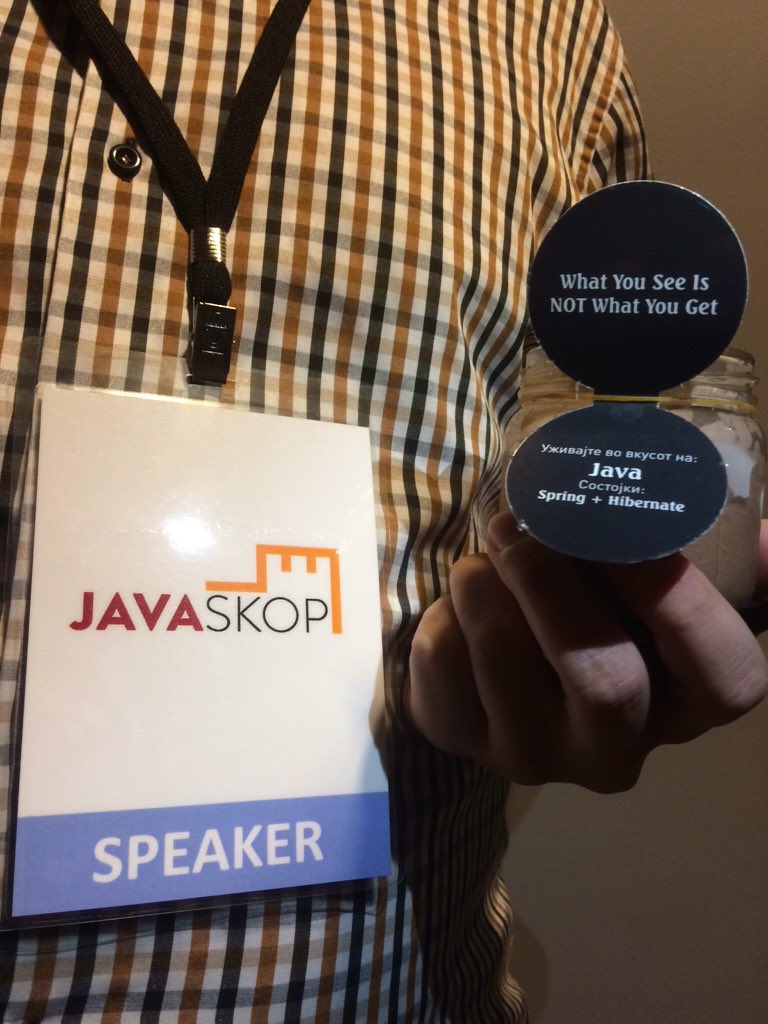 JAVASKOP
SPEAKER
What You See Is
NOT What You Get
Уживајте во вкусот на:
Java
Состојки:
Spring + Hibernate